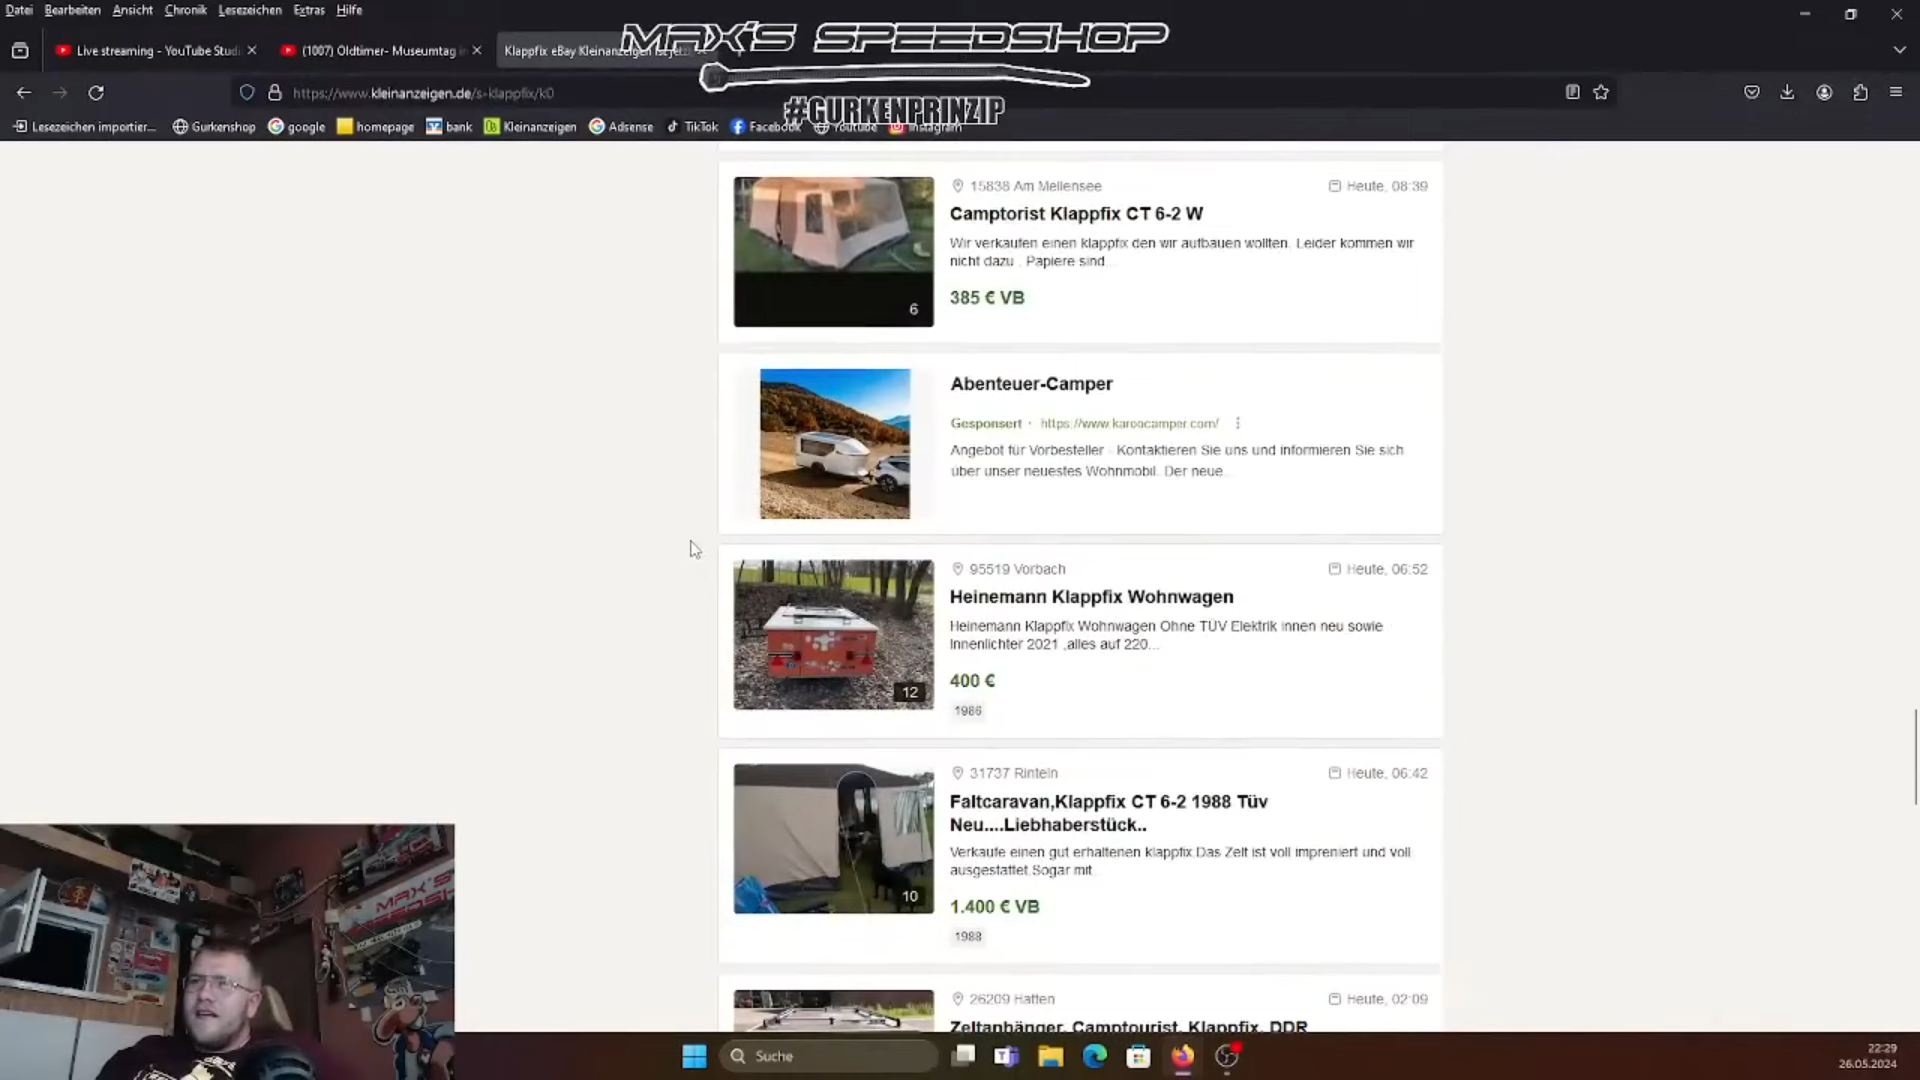 Datei Bearbeiten Ansicht Chronik Lesezeichen Extras Hilfe
MAX'S SPEEDSHOP
#GURKENPRINZIP
Live streaming - YouTube Studi
(1007) Oldtimer- Museumtag i
Klappfix eBay Kleinanzeigen ist jetz
https://www.kleinanzeigen.de/s-klappfix/k0
Lesezeichen importier... Gurkenshop google homepage bank Kleinanzeigen Adsense TikTok Facebook Youtube Instagram
15838 Am Mellensee
Heute, 08:39
Camptorist Klappfix CT 6-2 W
Wir verkaufen einen klappfix den wir aufbauen wollten. Leider kommen wir
nicht dazu . Papiere sind...
385 € VB
6
Abenteuer-Camper
Gesponsert · https://www.karoocamper.com/
Angebot für Vorbesteller - Kontaktieren Sie uns und informieren Sie sich
über unser neuestes Wohnmobil. Der neue...
95519 Vorbach
Heute, 06:52
Heinemann Klappfix Wohnwagen
Heinemann Klappfix Wohnwagen Ohne TÜV Elektrik innen neu sowie
Innenlichter 2021 ,alles auf 220...
400 €
1986
12
31737 Rinteln
Heute, 06:42
Faltcaravan,Klappfix CT 6-2 1988 Tüv
Neu....Liebhaberstück..
Verkaufe einen gut erhaltenen klappfix.Das Zelt ist voll impreniert und voll
ausgestattet.Sogar mit...
1.400 € VB
1988
10
26209 Hatten
Heute, 02:09
Zeltanhänger, Camptourist, Klappfix, DDR
MAX'S
Suche
22:29
26.05.2024